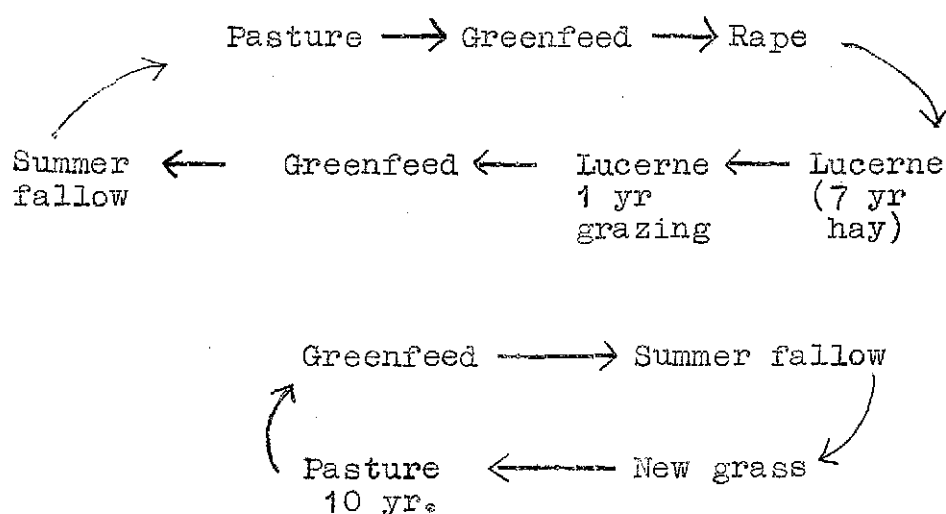 Pasture → Greenfeed → Rape
Summer fallow ← Greenfeed ← Lucerne 1 yr grazing ← Lucerne (7 yr hay)
Greenfeed → Summer fallow
Pasture 10 yr. ← New grass